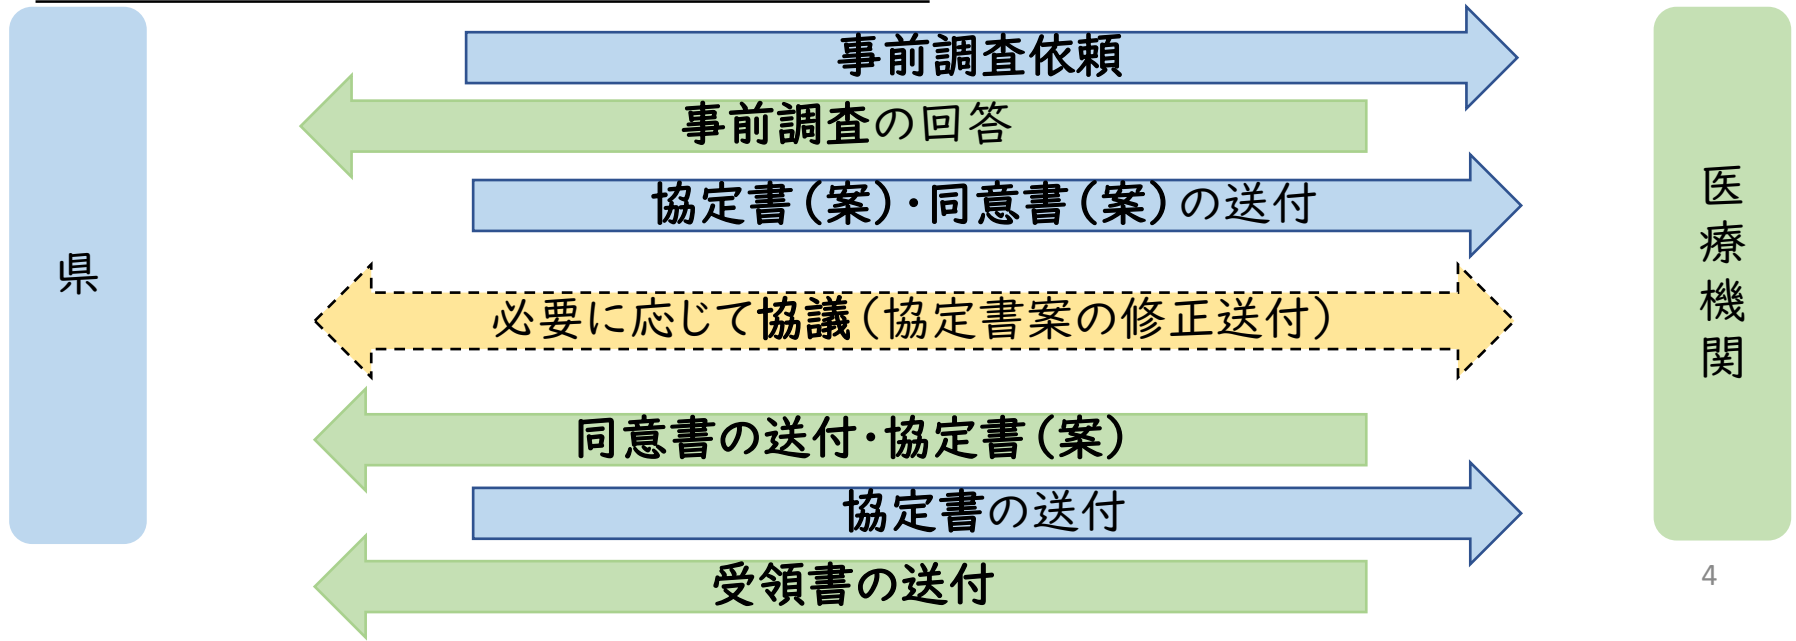 県
事前調査依頼
事前調査の回答
協定書(案)・同意書(案)の送付
必要に応じて協議(協定書案の修正送付)
同意書の送付・協定書(案)
協定書の送付
受領書の送付
医療機関
4